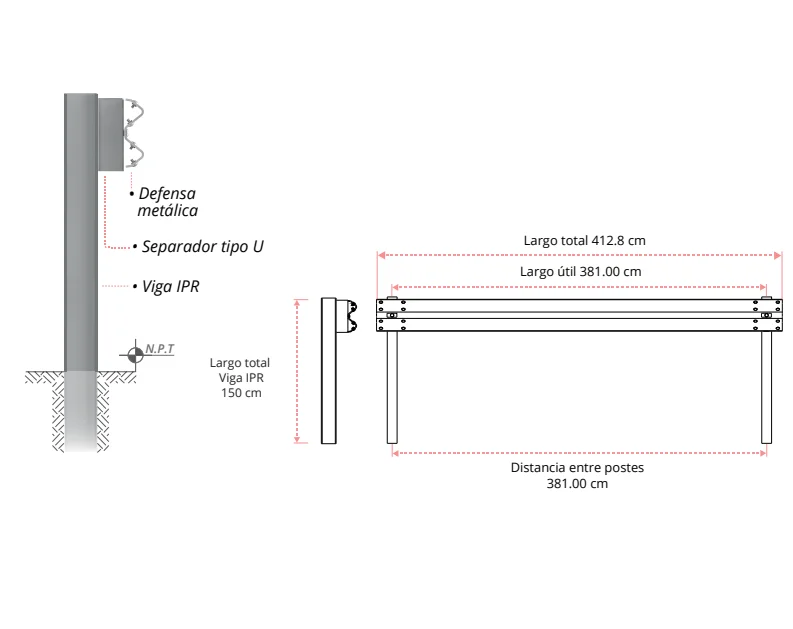 • Defensa
metálica
• Separador tipo U
• Viga IPR
N.P.T
Largo total 412.8 cm
Largo útil 381.00 cm
Largo total
Viga IPR
150 cm
Distancia entre postes
381.00 cm